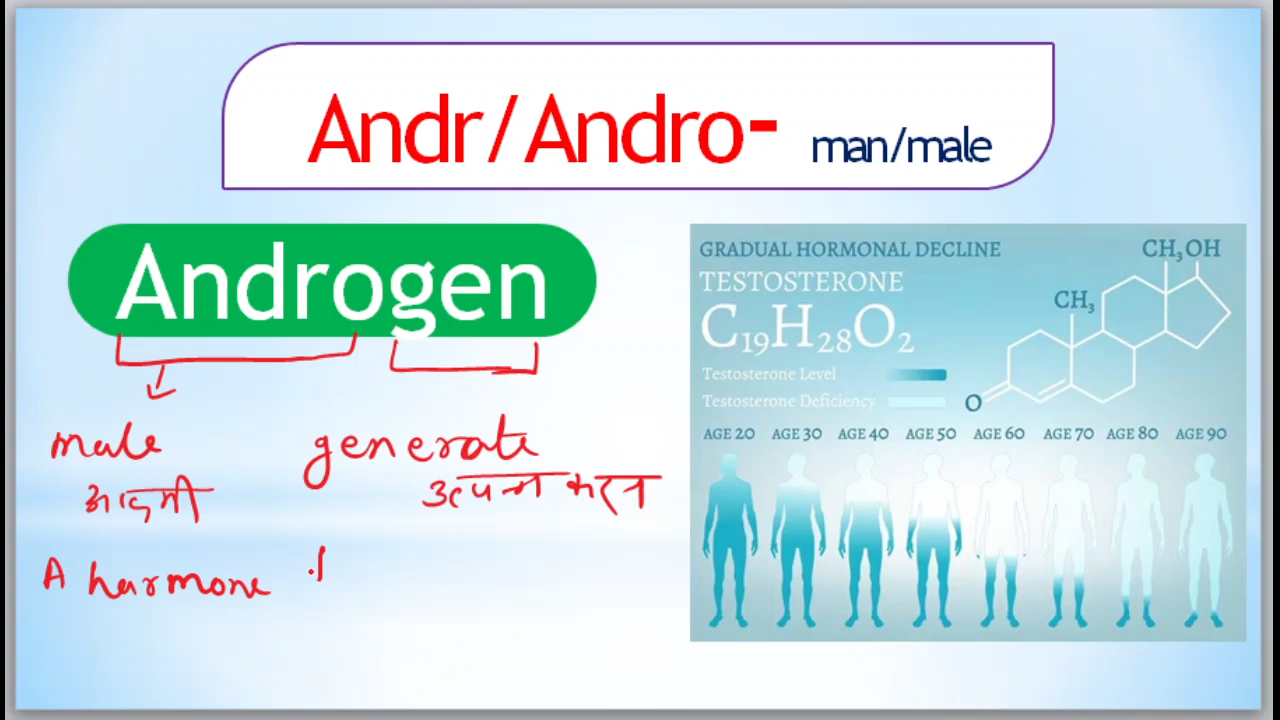 Andr/Andro- man/male
Androgen
male generate
आदमी उत्पन्न करन
A harmone
GRADUAL HORMONAL DECLINE
TESTOSTERONE
C₁₉H₂₈O₂
Testosterone Level
Testosterone Deficiency
CH₃OH
CH₃
O
AGE 20 AGE 30 AGE 40 AGE 50 AGE 60 AGE 70 AGE 80 AGE 90